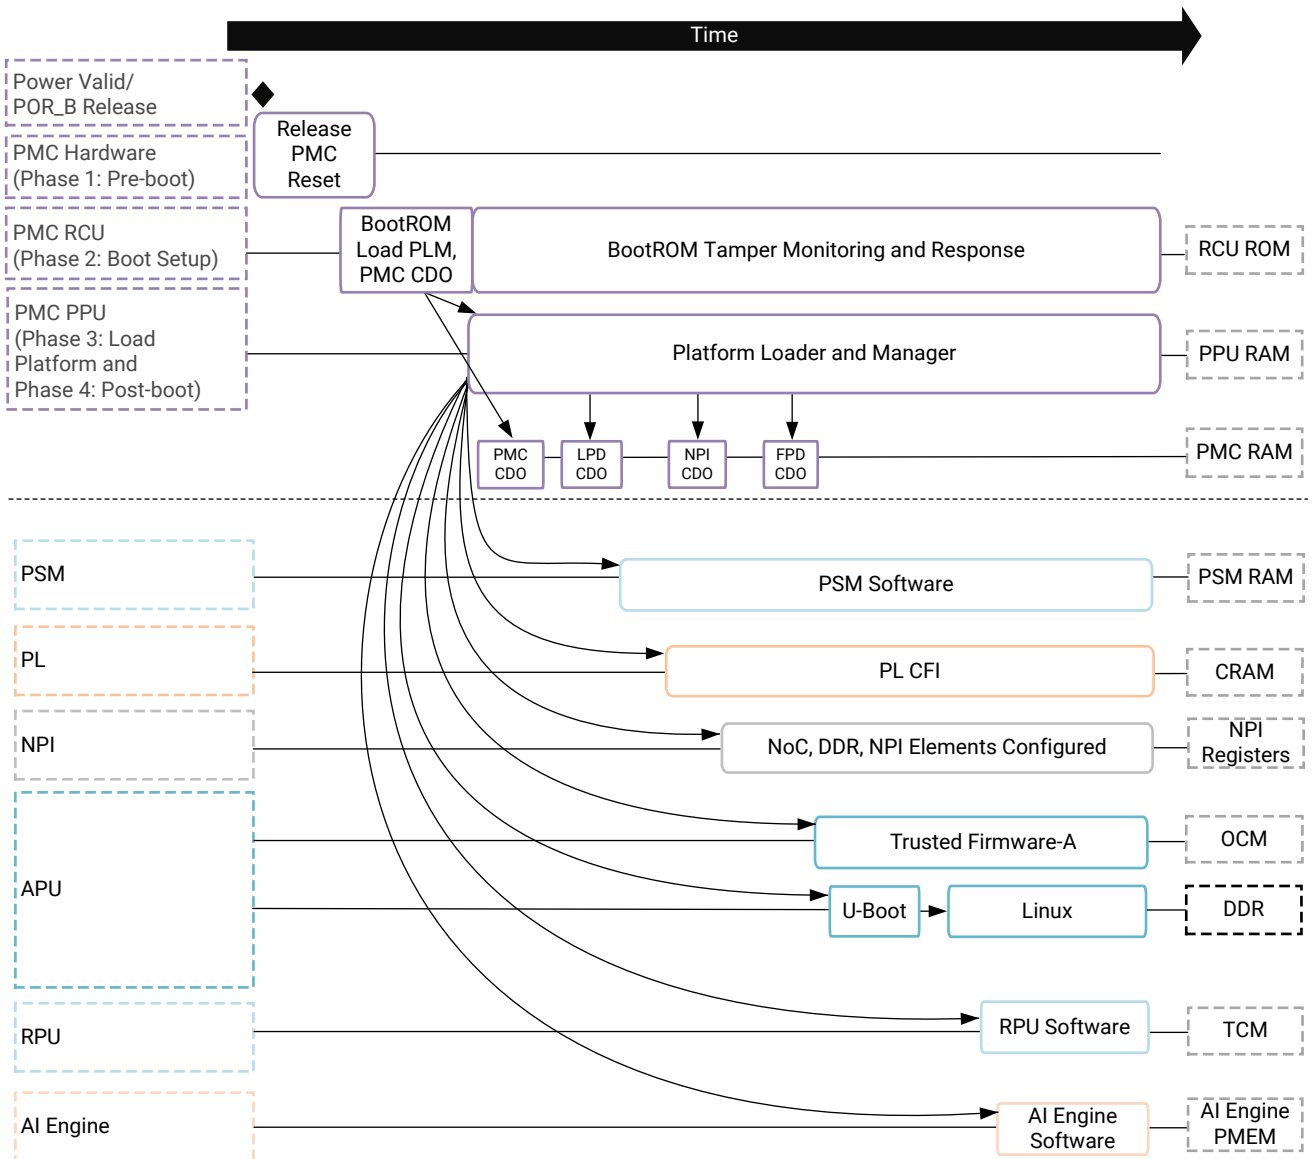 Time
Power Valid/
POR_B Release
PMC Hardware
(Phase 1: Pre-boot)
Release
PMC
Reset
PMC RCU
(Phase 2: Boot Setup)
BootROM
Load PLM,
PMC CDO
BootROM Tamper Monitoring and Response
RCU ROM
PMC PPU
(Phase 3: Load
Platform and
Phase 4: Post-boot)
Platform Loader and Manager
PPU RAM
PMC
CDO
LPD
CDO
NPI
CDO
FPD
CDO
PMC RAM
PSM
PSM Software
PSM RAM
PL
PL CFI
CRAM
NPI
NoC, DDR, NPI Elements Configured
NPI
Registers
APU
Trusted Firmware-A
OCM
U-Boot
Linux
DDR
RPU
RPU Software
TCM
AI Engine
AI Engine
Software
AI Engine
PMEM